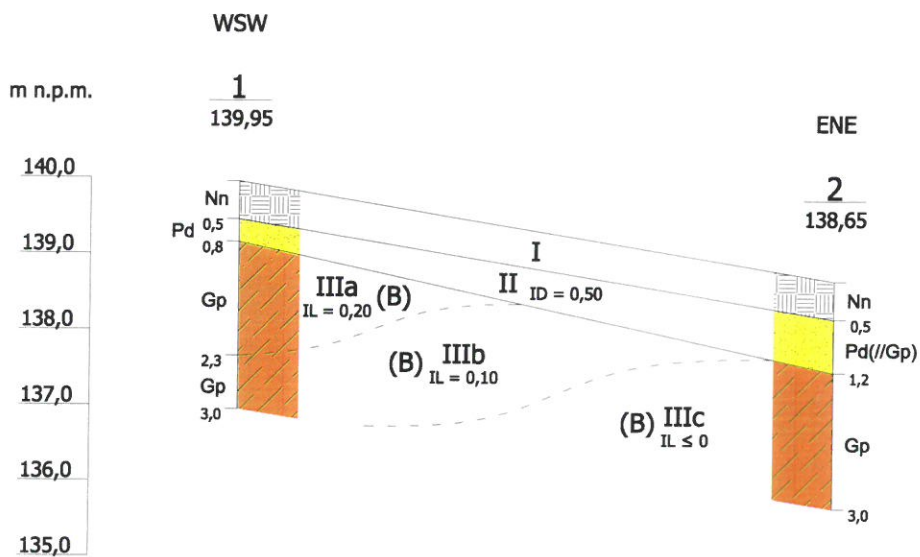 WSW
m n.p.m.
1
139,95
ENE
2
138,65
140,0
139,0
138,0
137,0
136,0
135,0
Nn
Pd
0,5
0,8
Gp
2,3
Gp
3,0
I
II ID = 0,50
IIIa (B)
IL = 0,20
(B) IIIb
IL = 0,10
(B) IIIc
IL ≤ 0
Nn
0,5
Pd(//Gp)
1,2
Gp
3,0